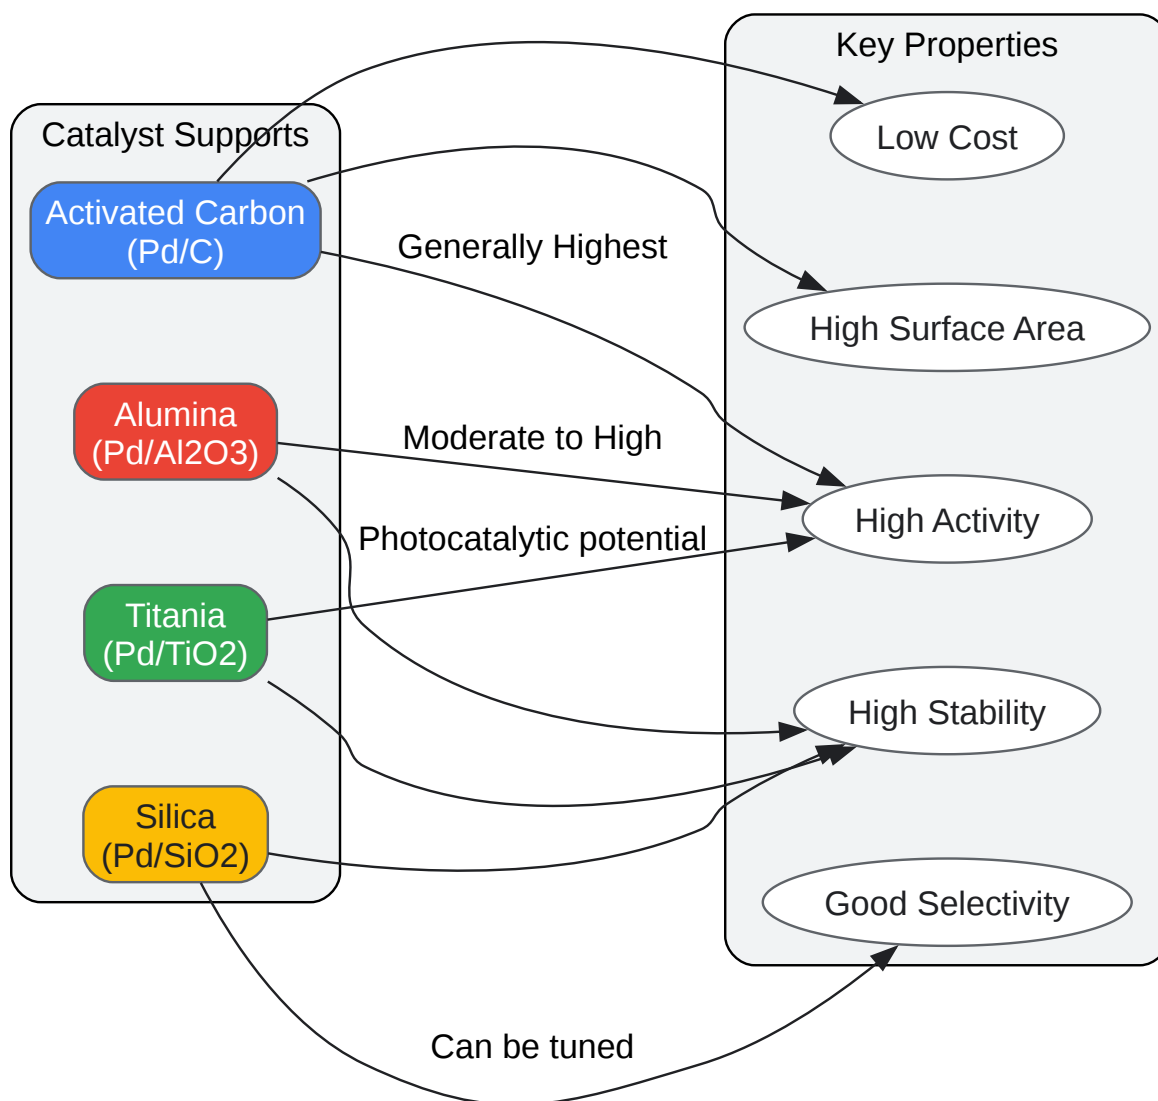 Key Properties
Catalyst Supports
Low Cost
Activated Carbon
(Pd/C)
Generally Highest
High Surface Area
Alumina
(Pd/Al2O3)
Moderate to High
High Activity
Photocatalytic potential
Titania
(Pd/TiO2)
High Stability
Silica
(Pd/SiO2)
Good Selectivity
Can be tuned